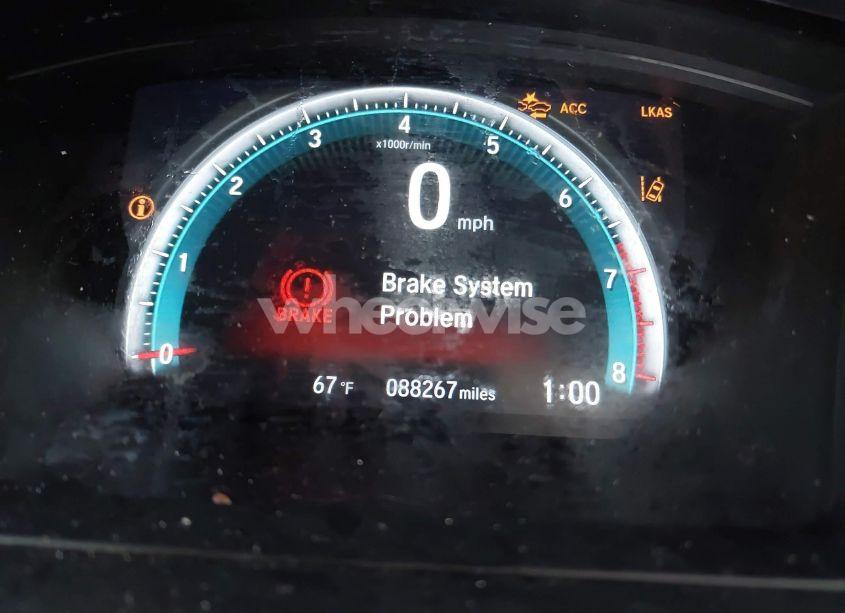 ACC
LKAS
4
3
5
x1000r/min
2
6
0 mph
i
1
7
Brake System
Problem
BRAKE
wheelwise
0
8
67 °F
088267 miles
1:00